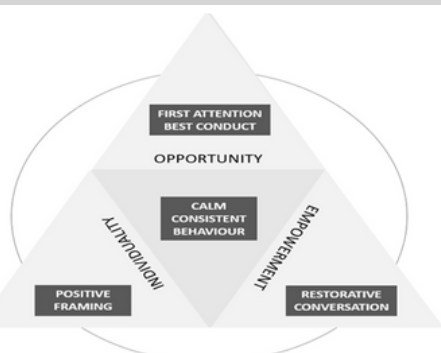 FIRST ATTENTION
BEST CONDUCT
OPPORTUNITY
CALM
CONSISTENT
BEHAVIOUR
INDIVIDUALITY
EMPOWERMENT
POSITIVE
FRAMING
RESTORATIVE
CONVERSATION